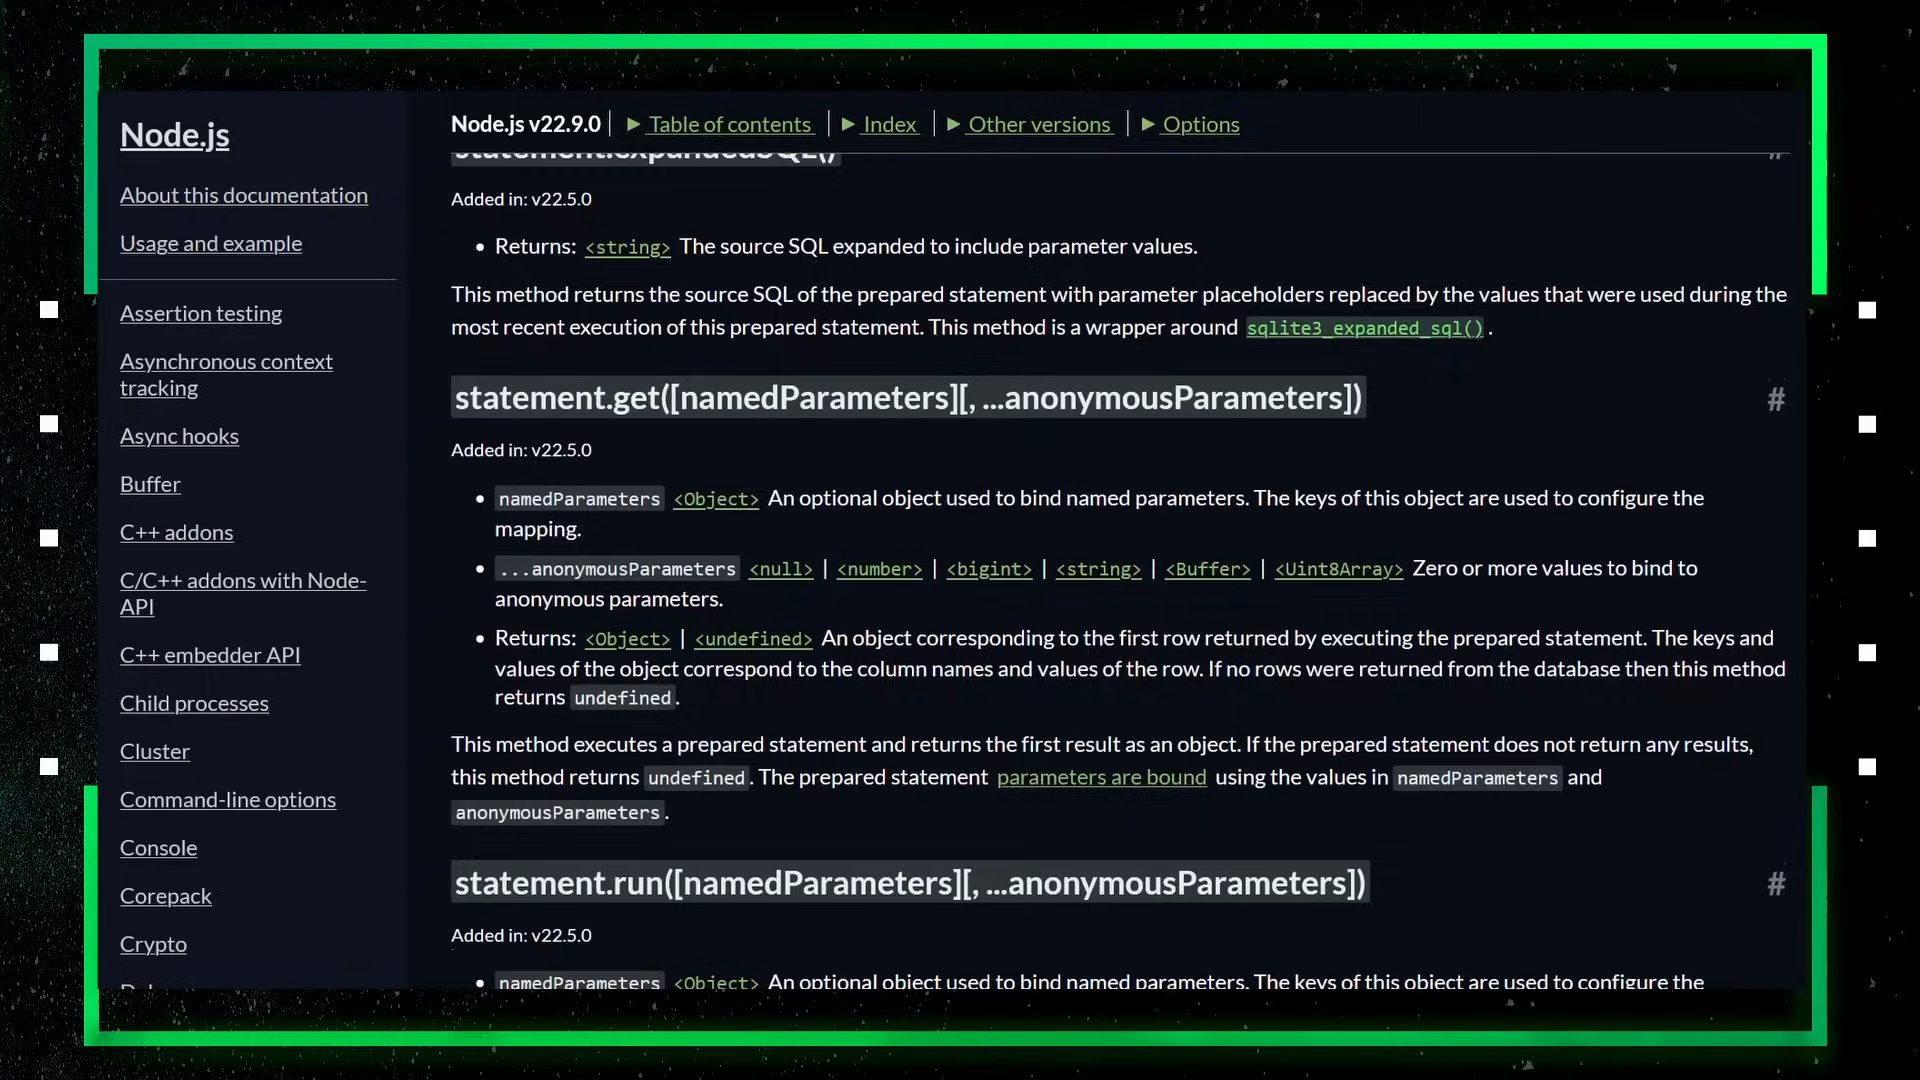 Node.js
About this documentation
Usage and example
Assertion testing
Asynchronous context
tracking
Async hooks
Buffer
C++ addons
C/C++ addons with Node-
API
C++ embedder API
Child processes
Cluster
Command-line options
Console
Corepack
Crypto
Node.js v22.9.0 | ► Table of contents | ► Index | ► Other versions | ► Options
statement.expandedSQL() #
Added in: v22.5.0
• Returns: <string> The source SQL expanded to include parameter values.
This method returns the source SQL of the prepared statement with parameter placeholders replaced by the values that were used during the
most recent execution of this prepared statement. This method is a wrapper around sqlite3_expanded_sql() .
statement.get([namedParameters][, ...anonymousParameters]) #
Added in: v22.5.0
• namedParameters <Object> An optional object used to bind named parameters. The keys of this object are used to configure the
mapping.
• ...anonymousParameters <null> | <number> | <bigint> | <string> | <Buffer> | <Uint8Array> Zero or more values to bind to
anonymous parameters.
• Returns: <Object> | <undefined> An object corresponding to the first row returned by executing the prepared statement. The keys and
values of the object correspond to the column names and values of the row. If no rows were returned from the database then this method
returns undefined.
This method executes a prepared statement and returns the first result as an object. If the prepared statement does not return any results,
this method returns undefined. The prepared statement parameters are bound using the values in namedParameters and
anonymousParameters.
statement.run([namedParameters][, ...anonymousParameters]) #
Added in: v22.5.0
• namedParameters <Object> An optional object used to bind named parameters. The keys of this object are used to configure the